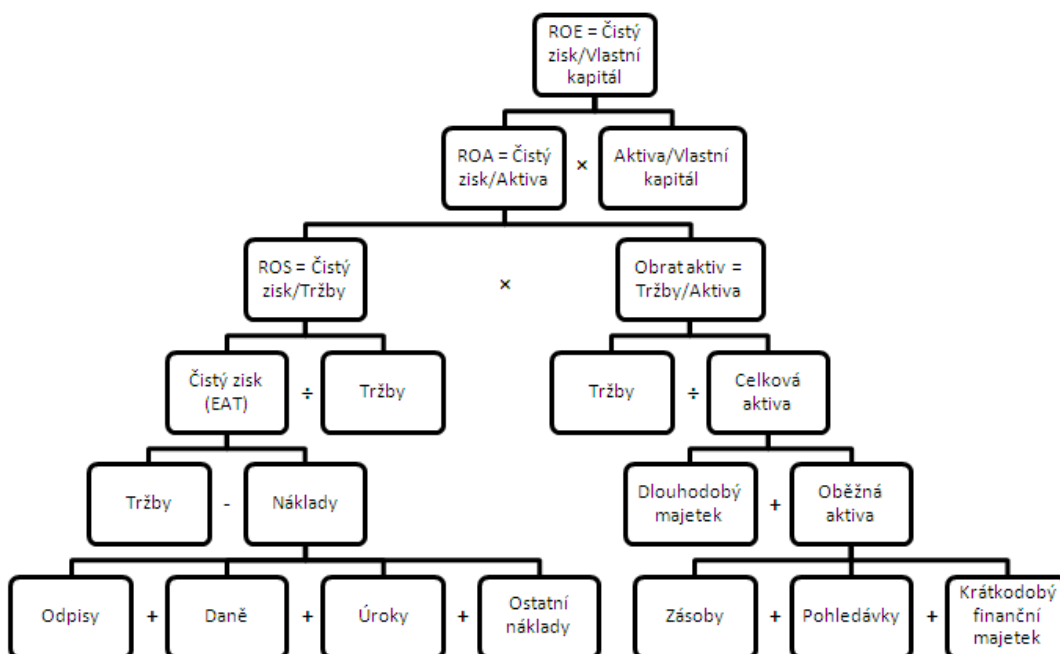 ROE = Čistý
zisk/Vlastní
kapitál
ROA = Čistý
zisk/Aktiva
×
Aktiva/Vlastní
kapitál
ROS = Čistý
zisk/Tržby
×
Obrat aktiv =
Tržby/Aktiva
Čistý zisk
(EAT)
÷
Tržby
Tržby
÷
Celková
aktiva
Tržby
-
Náklady
Dlouhodobý
majetek
+
Oběžná
aktiva
Odpisy
+
Daně
+
Úroky
+
Ostatní
náklady
Zásoby
+
Pohledávky
+
Krátkodobý
finanční
majetek